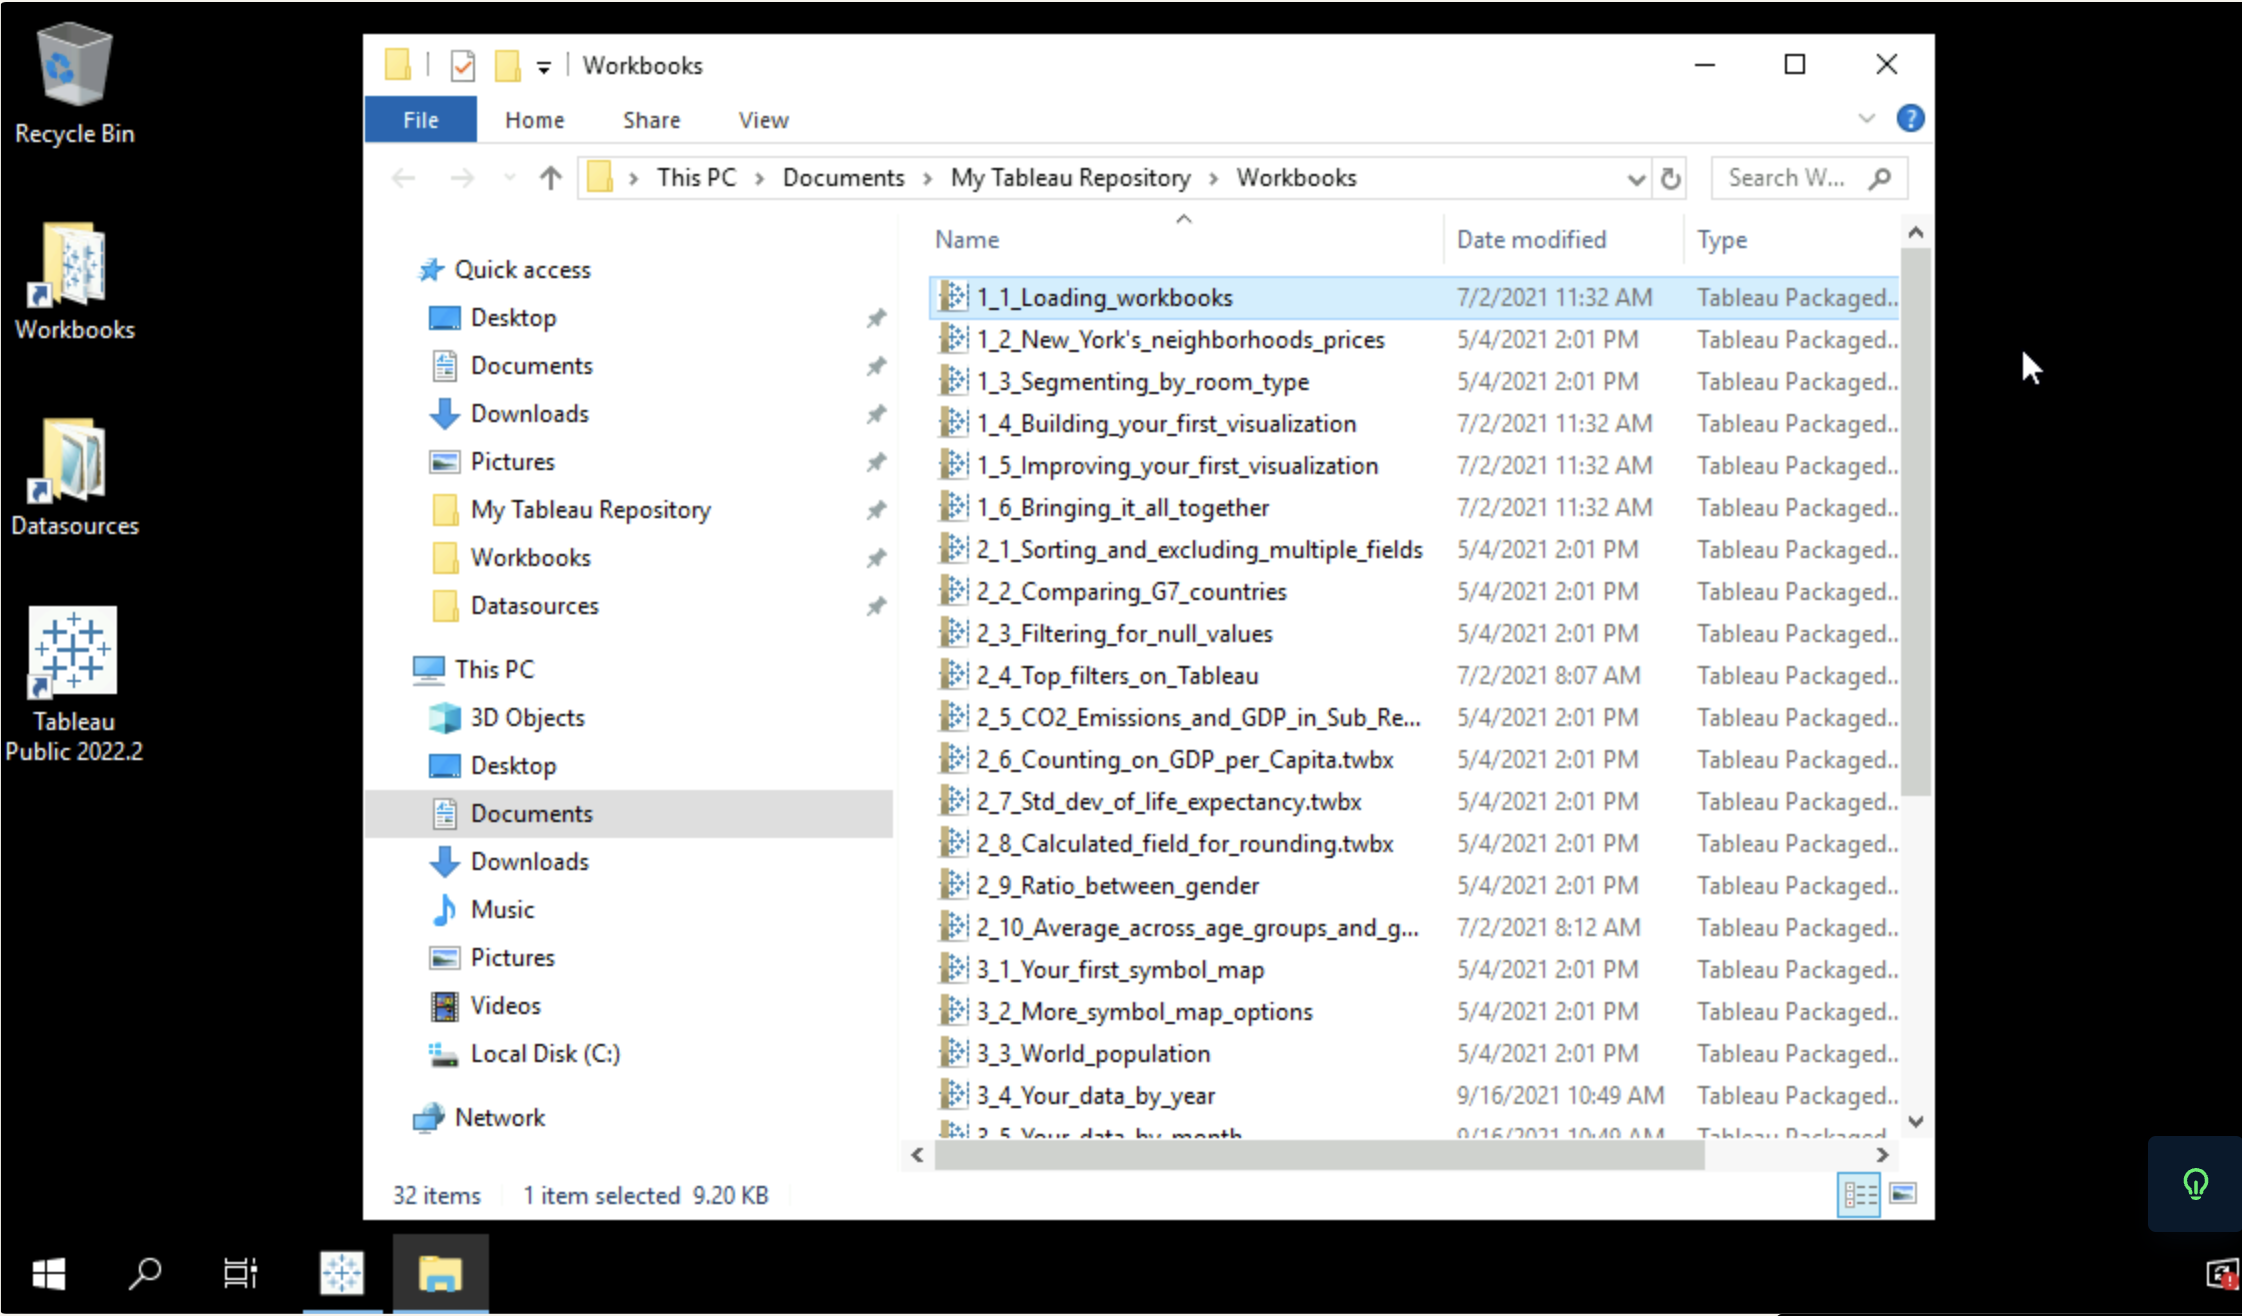 Recycle Bin
Workbooks
Datasources
Tableau
Public 2022.2
Workbooks
File Home Share View
?
This PC > Documents > My Tableau Repository > Workbooks
Search W...
Quick access
Desktop
Documents
Downloads
Pictures
My Tableau Repository
Workbooks
Datasources
This PC
3D Objects
Desktop
Documents
Downloads
Music
Pictures
Videos
Local Disk (C:)
Network
Name Date modified Type
1_1_Loading_workbooks 7/2/2021 11:32 AM Tableau Packaged..
1_2_New_York's_neighborhoods_prices 5/4/2021 2:01 PM Tableau Packaged..
1_3_Segmenting_by_room_type 5/4/2021 2:01 PM Tableau Packaged..
1_4_Building_your_first_visualization 7/2/2021 11:32 AM Tableau Packaged..
1_5_Improving_your_first_visualization 7/2/2021 11:32 AM Tableau Packaged..
1_6_Bringing_it_all_together 7/2/2021 11:32 AM Tableau Packaged..
2_1_Sorting_and_excluding_multiple_fields 5/4/2021 2:01 PM Tableau Packaged..
2_2_Comparing_G7_countries 5/4/2021 2:01 PM Tableau Packaged..
2_3_Filtering_for_null_values 5/4/2021 2:01 PM Tableau Packaged..
2_4_Top_filters_on_Tableau 7/2/2021 8:07 AM Tableau Packaged..
2_5_CO2_Emissions_and_GDP_in_Sub_Re... 5/4/2021 2:01 PM Tableau Packaged..
2_6_Counting_on_GDP_per_Capita.twbx 5/4/2021 2:01 PM Tableau Packaged..
2_7_Std_dev_of_life_expectancy.twbx 5/4/2021 2:01 PM Tableau Packaged..
2_8_Calculated_field_for_rounding.twbx 5/4/2021 2:01 PM Tableau Packaged..
2_9_Ratio_between_gender 5/4/2021 2:01 PM Tableau Packaged..
2_10_Average_across_age_groups_and_g... 7/2/2021 8:12 AM Tableau Packaged..
3_1_Your_first_symbol_map 5/4/2021 2:01 PM Tableau Packaged..
3_2_More_symbol_map_options 5/4/2021 2:01 PM Tableau Packaged..
3_3_World_population 5/4/2021 2:01 PM Tableau Packaged..
3_4_Your_data_by_year 9/16/2021 10:49 AM Tableau Packaged..
3_5_Your_data_by_month 9/16/2021 10:49 AM Tableau Packaged
32 items 1 item selected 9.20 KB